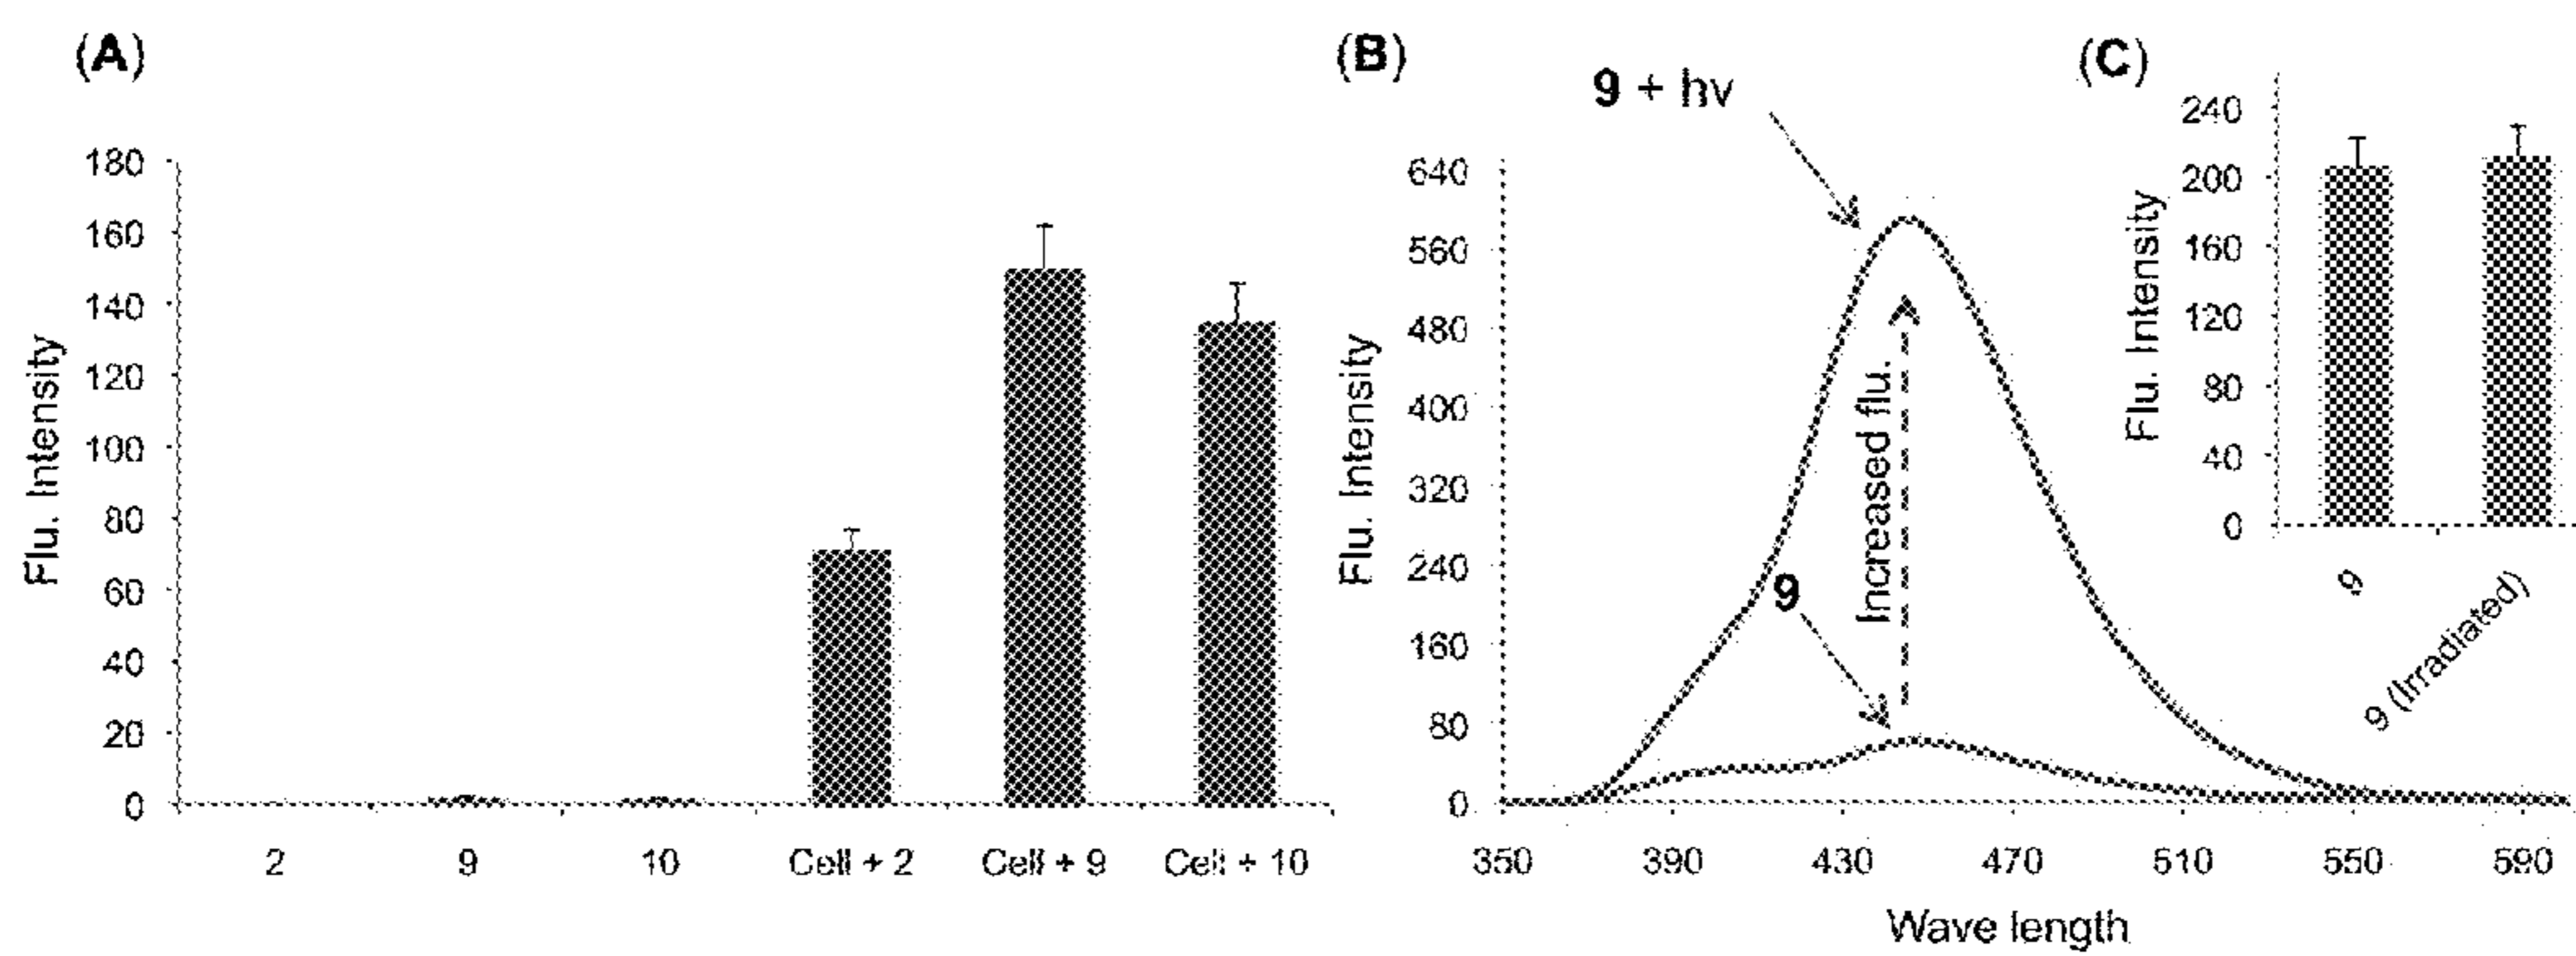 (A)
Flu. Intensity
180
160
140
120
100
80
60
40
20
0
2 9 10 Cell + 2 Cell + 9 Cell + 10
(B)
9 + hν
Flu. Intensity
640
560
480
400
320
240
160
80
0
Increased flu.
9
350 390 430 470 510 550 590
Wave length
(C)
Flu. Intensity
240
200
160
120
80
40
0
9
9 (Irradiated)